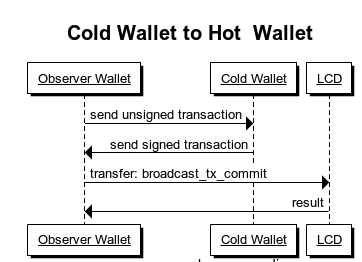 Cold Wallet to Hot Wallet
Observer Wallet
Cold Wallet
LCD
send unsigned transaction
send signed transaction
transfer: broadcast_tx_commit
result
Observer Wallet
Cold Wallet
LCD